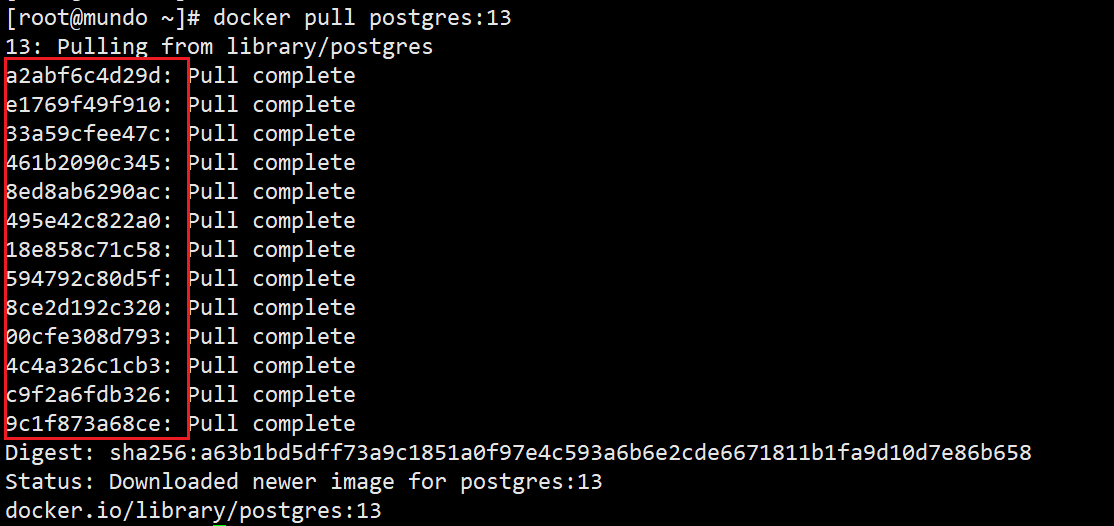 [root@mundo ~]# docker pull postgres:13
13: Pulling from library/postgres
a2abf6c4d29d: Pull complete
e1769f49f910: Pull complete
33a59cfee47c: Pull complete
461b2090c345: Pull complete
8ed8ab6290ac: Pull complete
495e42c822a0: Pull complete
18e858c71c58: Pull complete
594792c80d5f: Pull complete
8ce2d192c320: Pull complete
00cfe308d793: Pull complete
4c4a326c1cb3: Pull complete
c9f2a6fdb326: Pull complete
9c1f873a68ce: Pull complete
Digest: sha256:a63b1bd5dff73a9c1851a0f97e4c593a6b6e2cde6671811b1fa9d10d7e86b658
Status: Downloaded newer image for postgres:13
docker.io/library/postgres:13